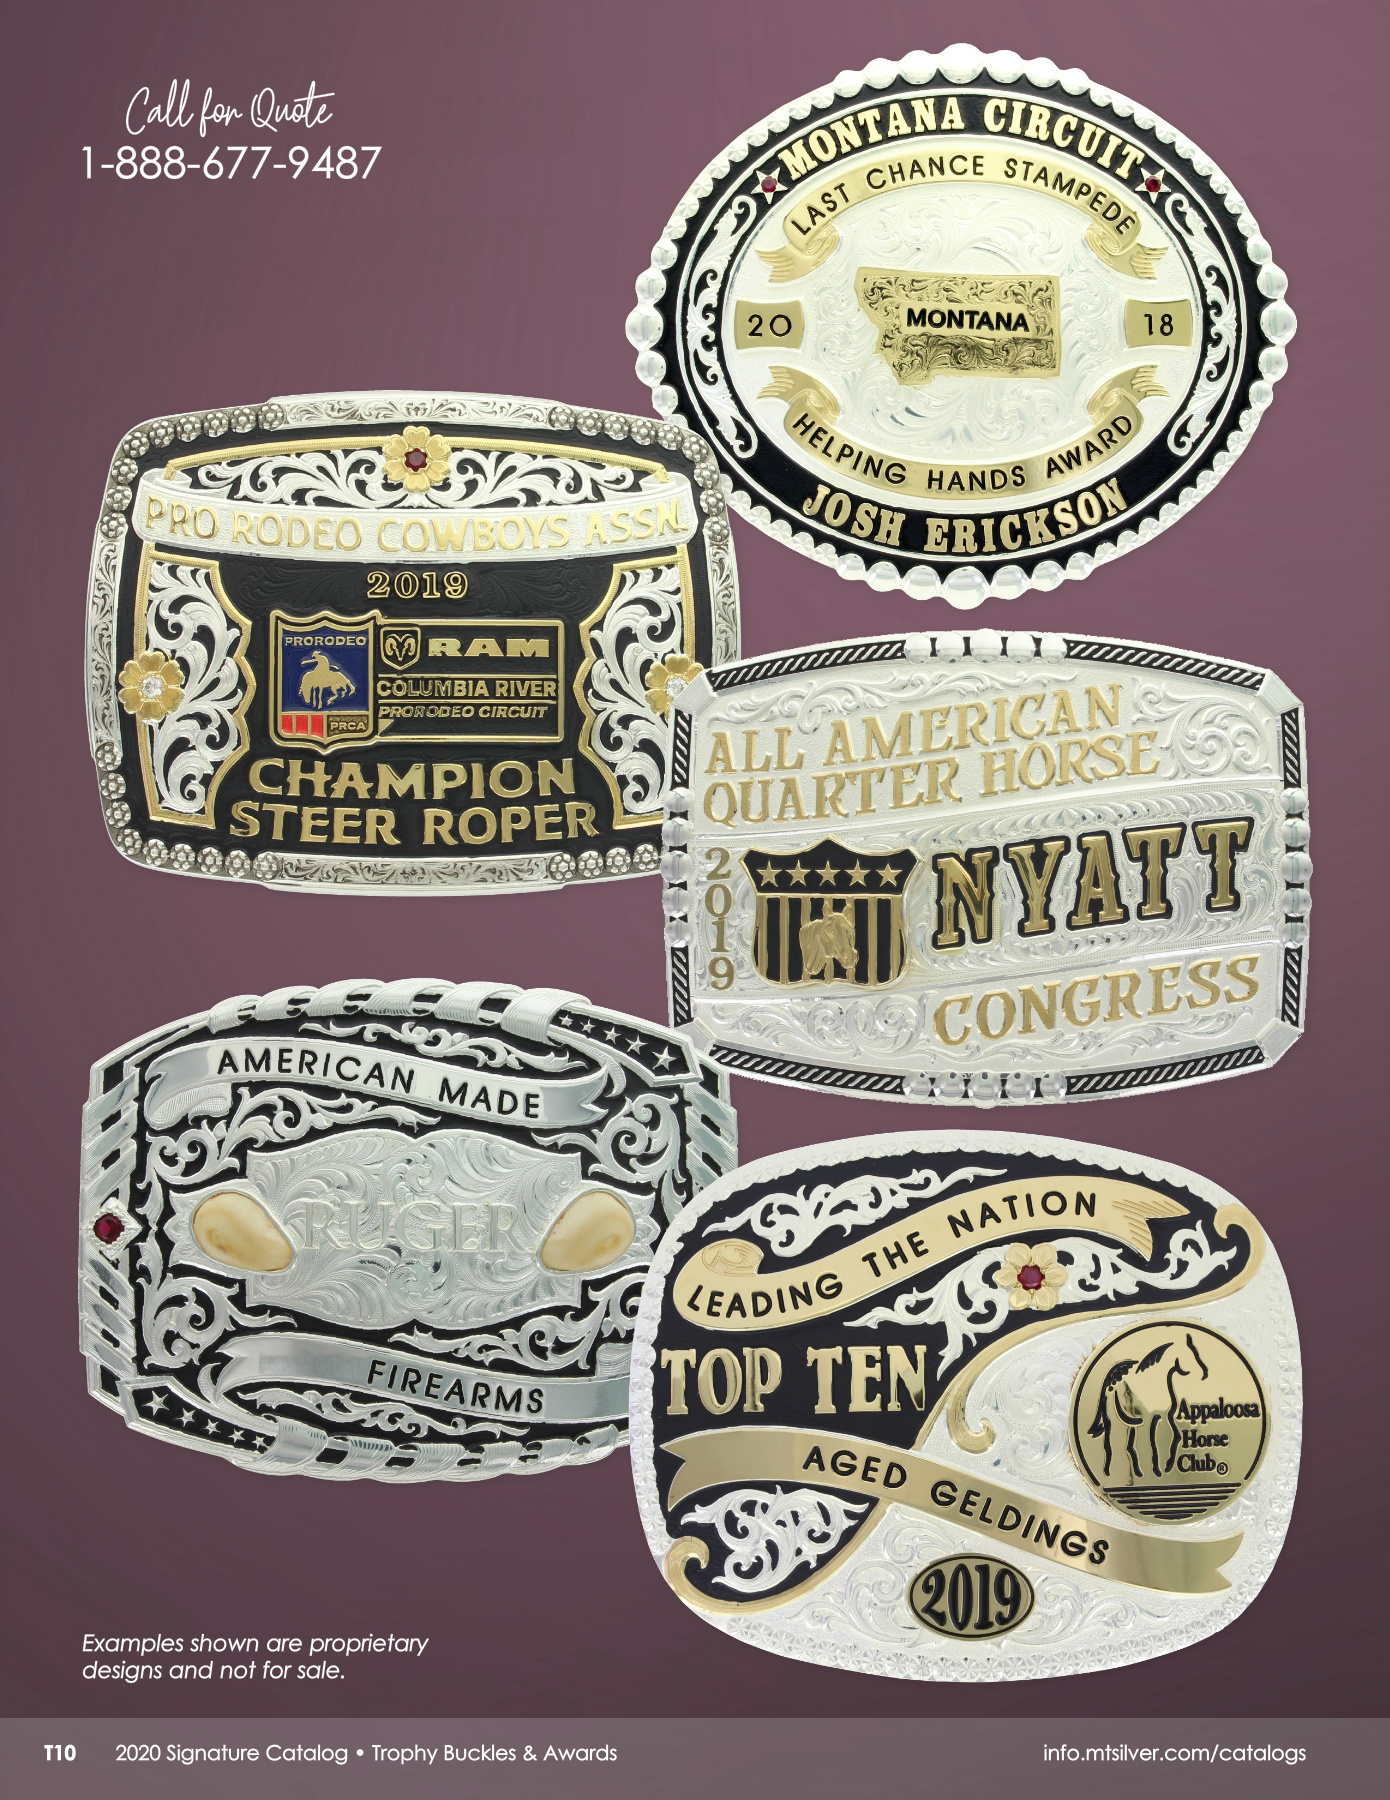 Call for Quote
1-888-677-9487
MONTANA CIRCUIT
LAST CHANCE STAMPEDE
20
MONTANA
18
HELPING HANDS AWARD
JOSH ERICKSON
PRO RODEO COWBOYS ASSN.
2019
PRORODEO
RAM
COLUMBIA RIVER
PRORODEO CIRCUIT
PRCA
CHAMPION
STEER ROPER
ALL AMERICAN
QUARTER HORSE
2019
NYATT
CONGRESS
AMERICAN MADE
RUGER
FIREARMS
LEADING THE NATION
TOP TEN
Appaloosa
Horse
Club®
AGED GELDINGS
2019
Examples shown are proprietary
designs and not for sale.
T10 2020 Signature Catalog • Trophy Buckles & Awards info.mtsilver.com/catalogs